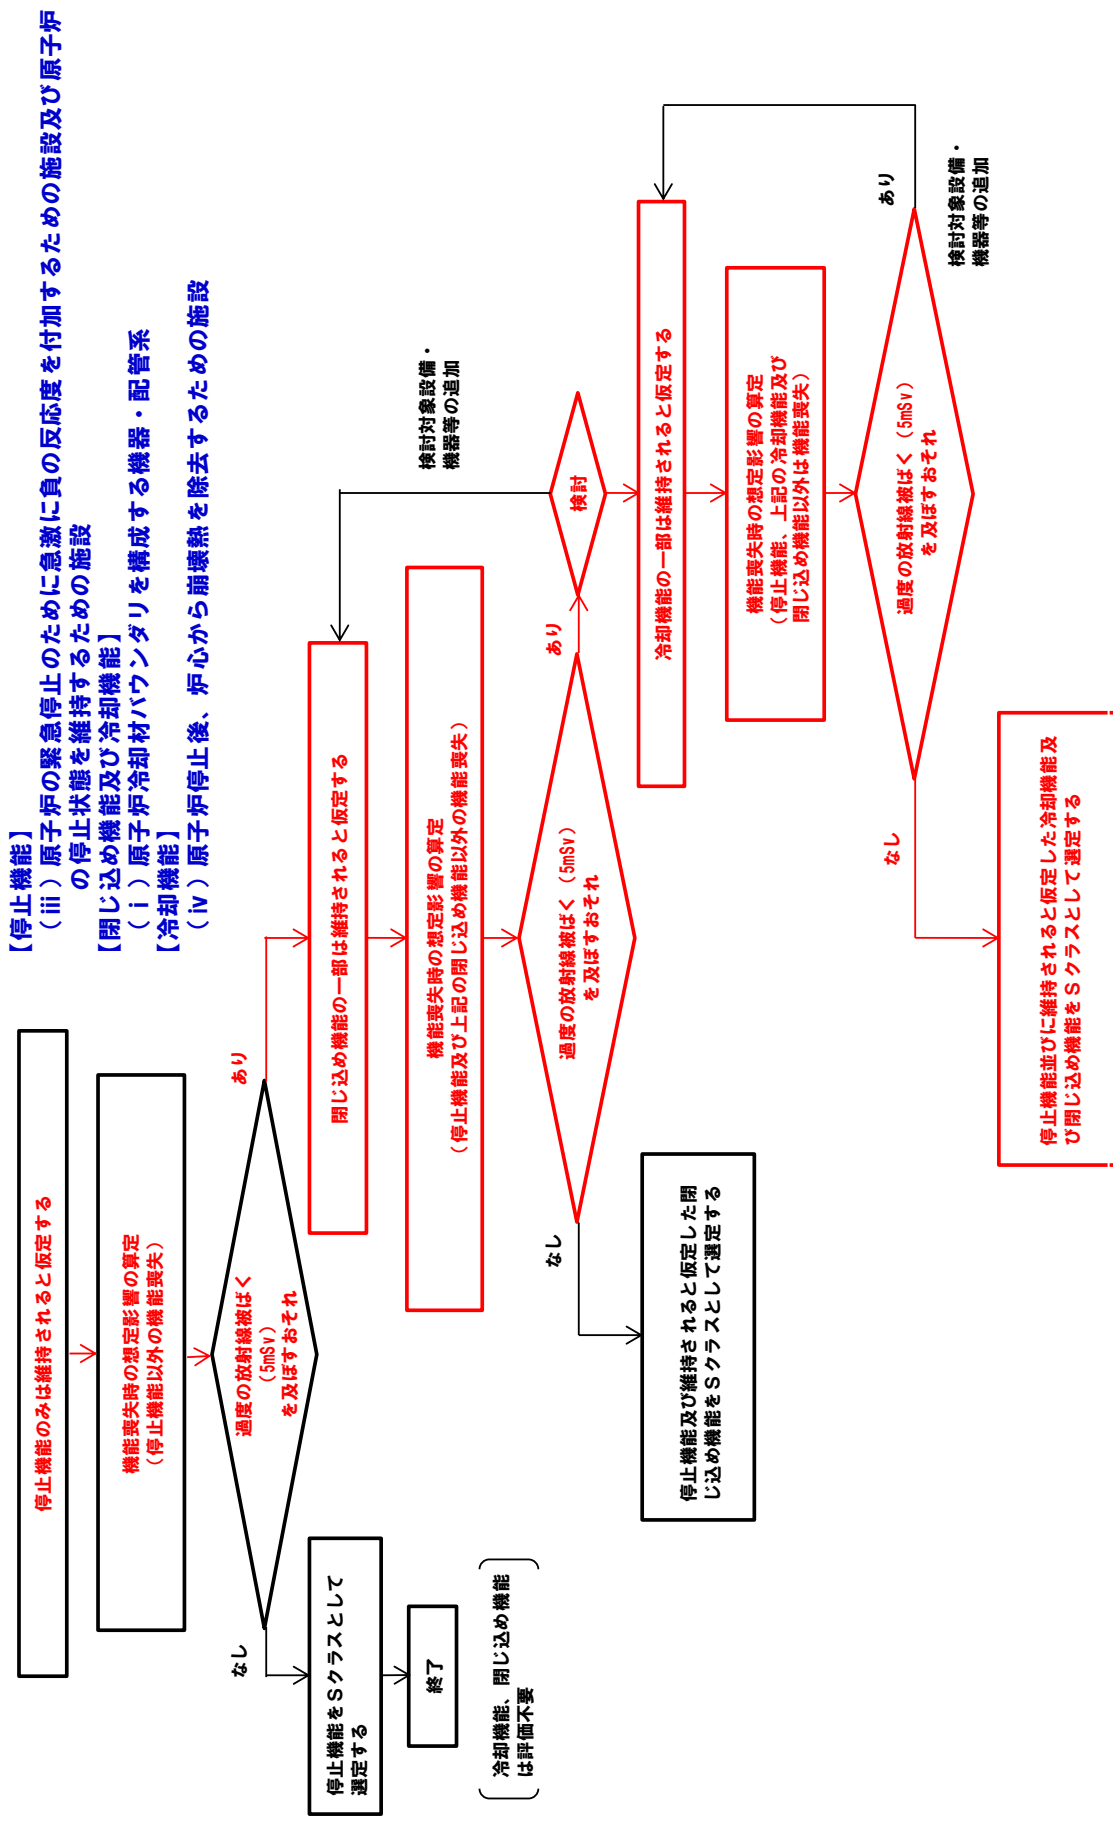 【停止機能】
（ⅲ）原子炉の緊急停止のために急激に負の反応度を付加するための施設及び原子炉
の停止状態を維持するための施設
【閉じ込め機能及び冷却機能】
（ⅰ）原子炉冷却材バウンダリを構成する機器・配管系
【冷却機能】
（ⅳ）原子炉停止後、炉心から崩壊熱を除去するための施設
停止機能のみは維持されると仮定する
機能喪失時の想定影響の算定
（停止機能以外の機能喪失）
過度の放射線被ばく
（5mSv）
を及ぼすおそれ
なし
あり
停止機能をSクラスとして
選定する
終了
冷却機能、閉じ込め機能
は評価不要
閉じ込め機能の一部は維持されると仮定する
検討対象設備・
機器等の追加
機能喪失時の想定影響の算定
（停止機能及び上記の閉じ込め機能以外の機能喪失）
過度の放射線被ばく（5mSv）
を及ぼすおそれ
なし
あり
検討
停止機能及び維持されると仮定した閉
じ込め機能をSクラスとして選定する
冷却機能の一部は維持されると仮定する
機能喪失時の想定影響の算定
（停止機能、上記の冷却機能及び
閉じ込め機能以外は機能喪失）
過度の放射線被ばく（5mSv）
を及ぼすおそれ
なし
あり
検討対象設備・
機器等の追加
停止機能並びに維持されると仮定した冷却機能及
び閉じ込め機能をSクラスとして選定する